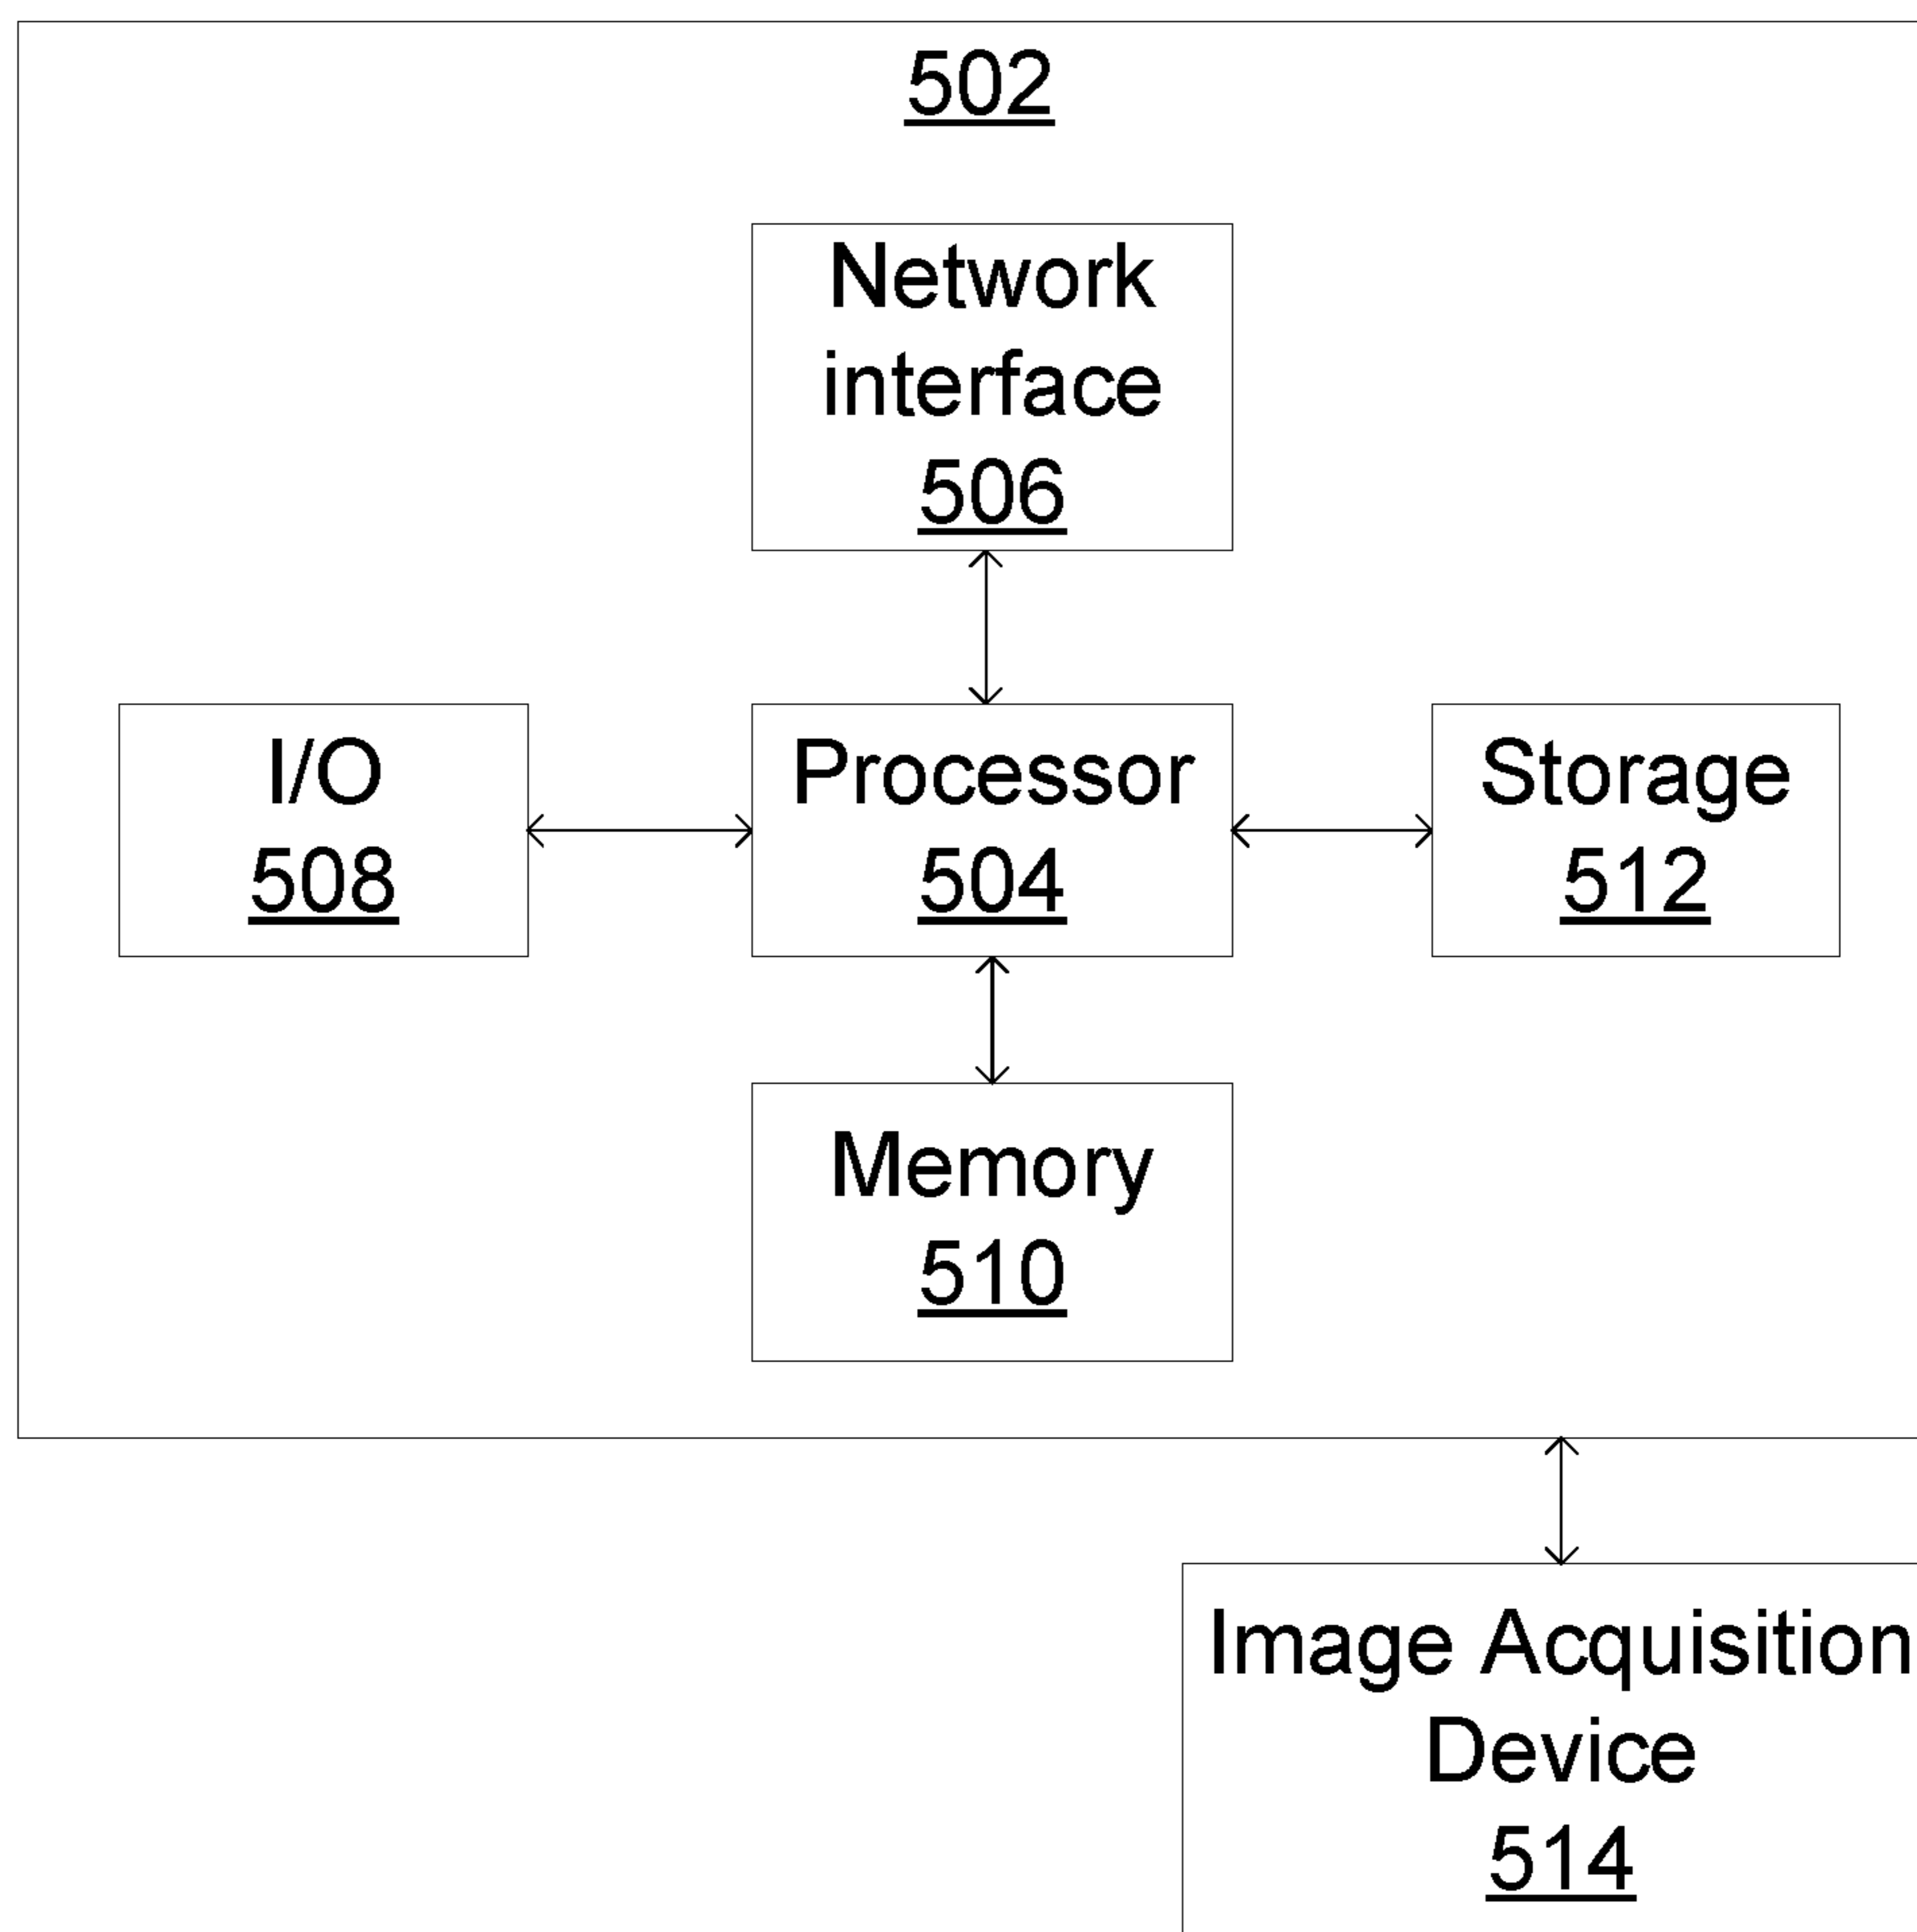 502
Network
interface
506
I/O
508
Processor
504
Storage
512
Memory
510
Image Acquisition
Device
514